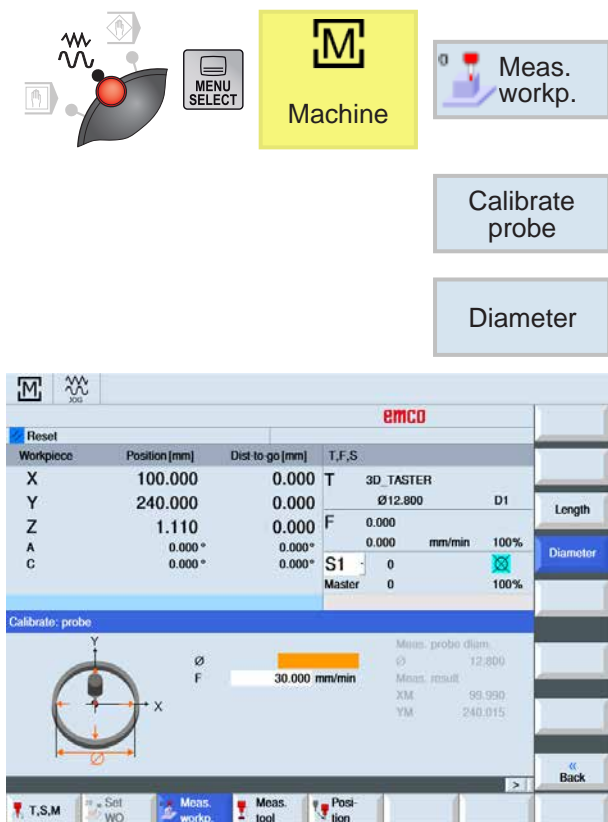 MENU
SELECT
M
Machine
Meas.
workp.
Calibrate
probe
Diameter
M
JOG
emco
Reset
Workpiece Position [mm] Dist-to-go [mm] T,F,S
X 100.000 0.000 T 3D_TASTER
Y 240.000 0.000 Ø12.800 D1
Z 1.110 0.000 F 0.000
A 0.000 ° 0.000° 0.000 mm/min 100%
C 0.000 ° 0.000° S1 0
Master 0 100%
Length
Diameter
Calibrate: probe
Y
X
Ø
Ø
F 30.000 mm/min
Meas. probe diam.
Ø 12.800
Meas. result
XM 99.990
YM 240.015
«
Back
>
T,S,M
Set
WO
Meas.
workp.
Meas.
tool
Posi-
tion